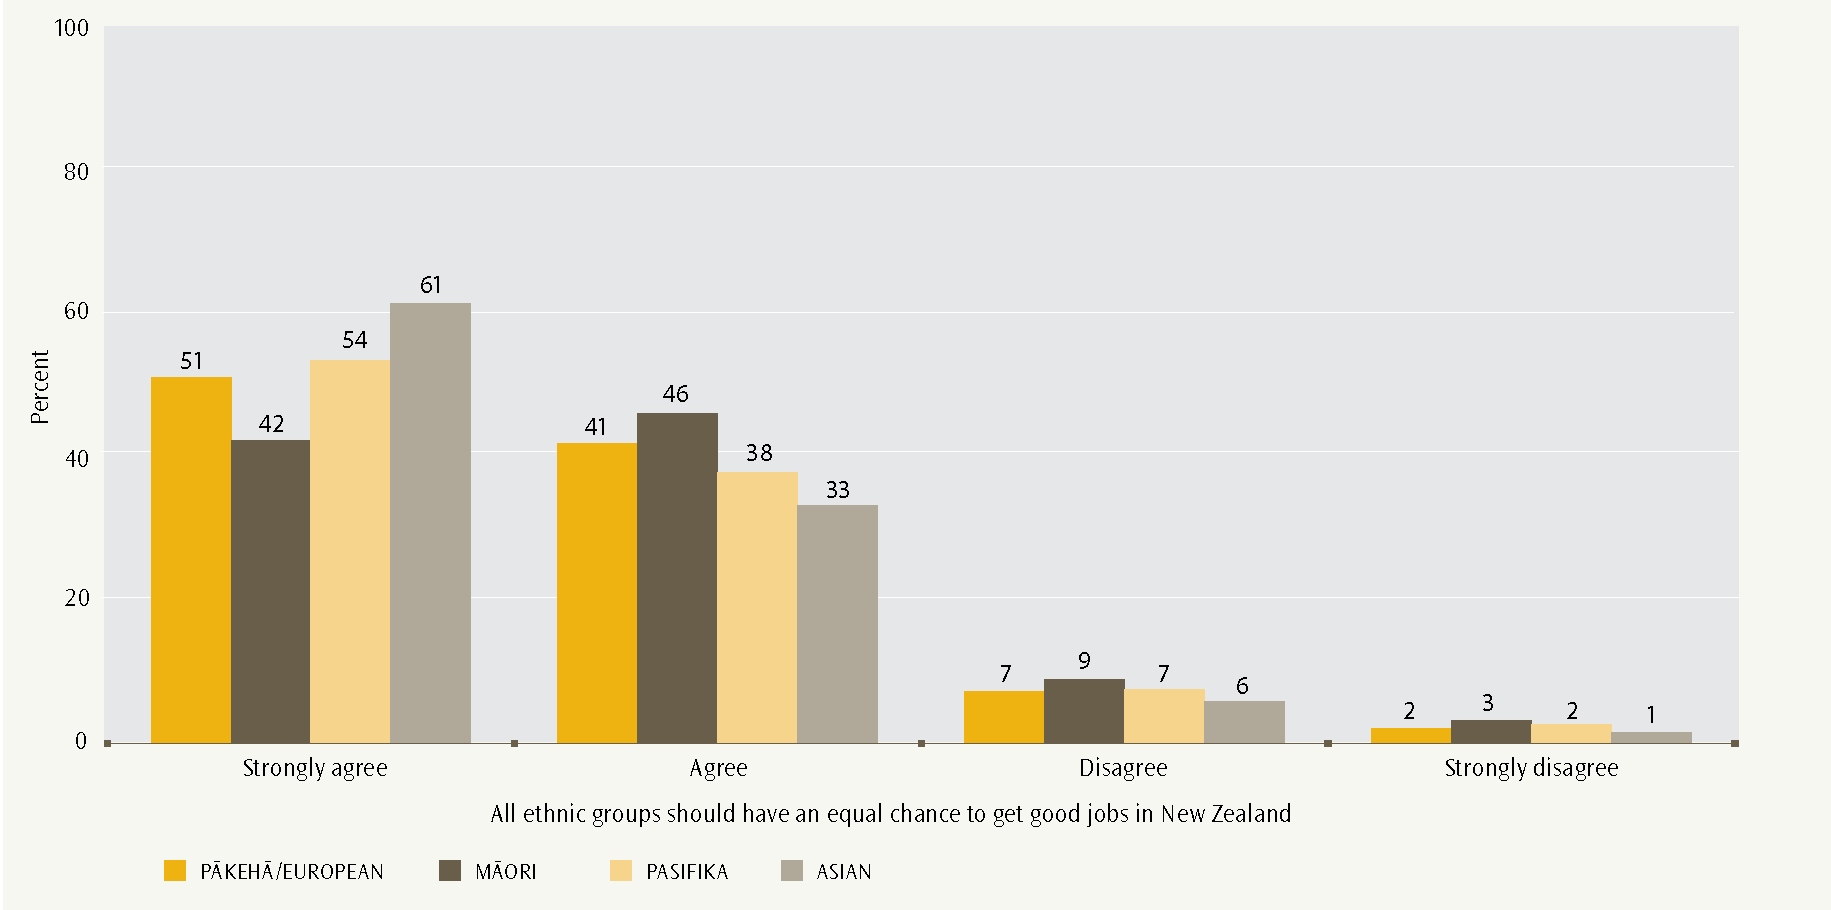 100
80
60
40
20
0
Percent
51
42
54
61
41
46
38
33
7
9
7
6
2
3
2
1
Strongly agree
Agree
Disagree
Strongly disagree
All ethnic groups should have an equal chance to get good jobs in New Zealand
PĀKEHĀ/EUROPEAN
MĀORI
PASIFIKA
ASIAN